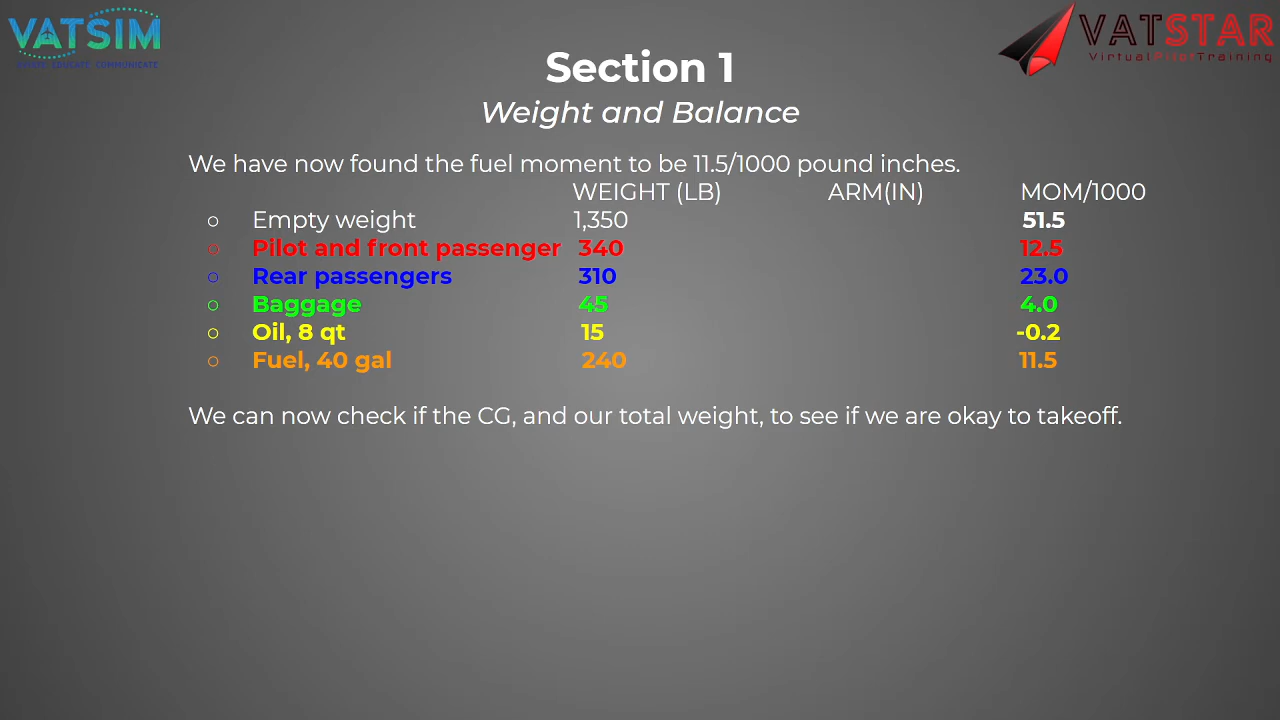 VATSIM
VATSTAR
VirtualPilotTraining
Section 1
Weight and Balance
We have now found the fuel moment to be 11.5/1000 pound inches.
WEIGHT (LB) ARM(IN) MOM/1000
○ Empty weight 1,350 51.5
○ Pilot and front passenger 340 12.5
○ Rear passengers 310 23.0
○ Baggage 45 4.0
○ Oil, 8 qt 15 -0.2
○ Fuel, 40 gal 240 11.5
We can now check if the CG, and our total weight, to see if we are okay to takeoff.